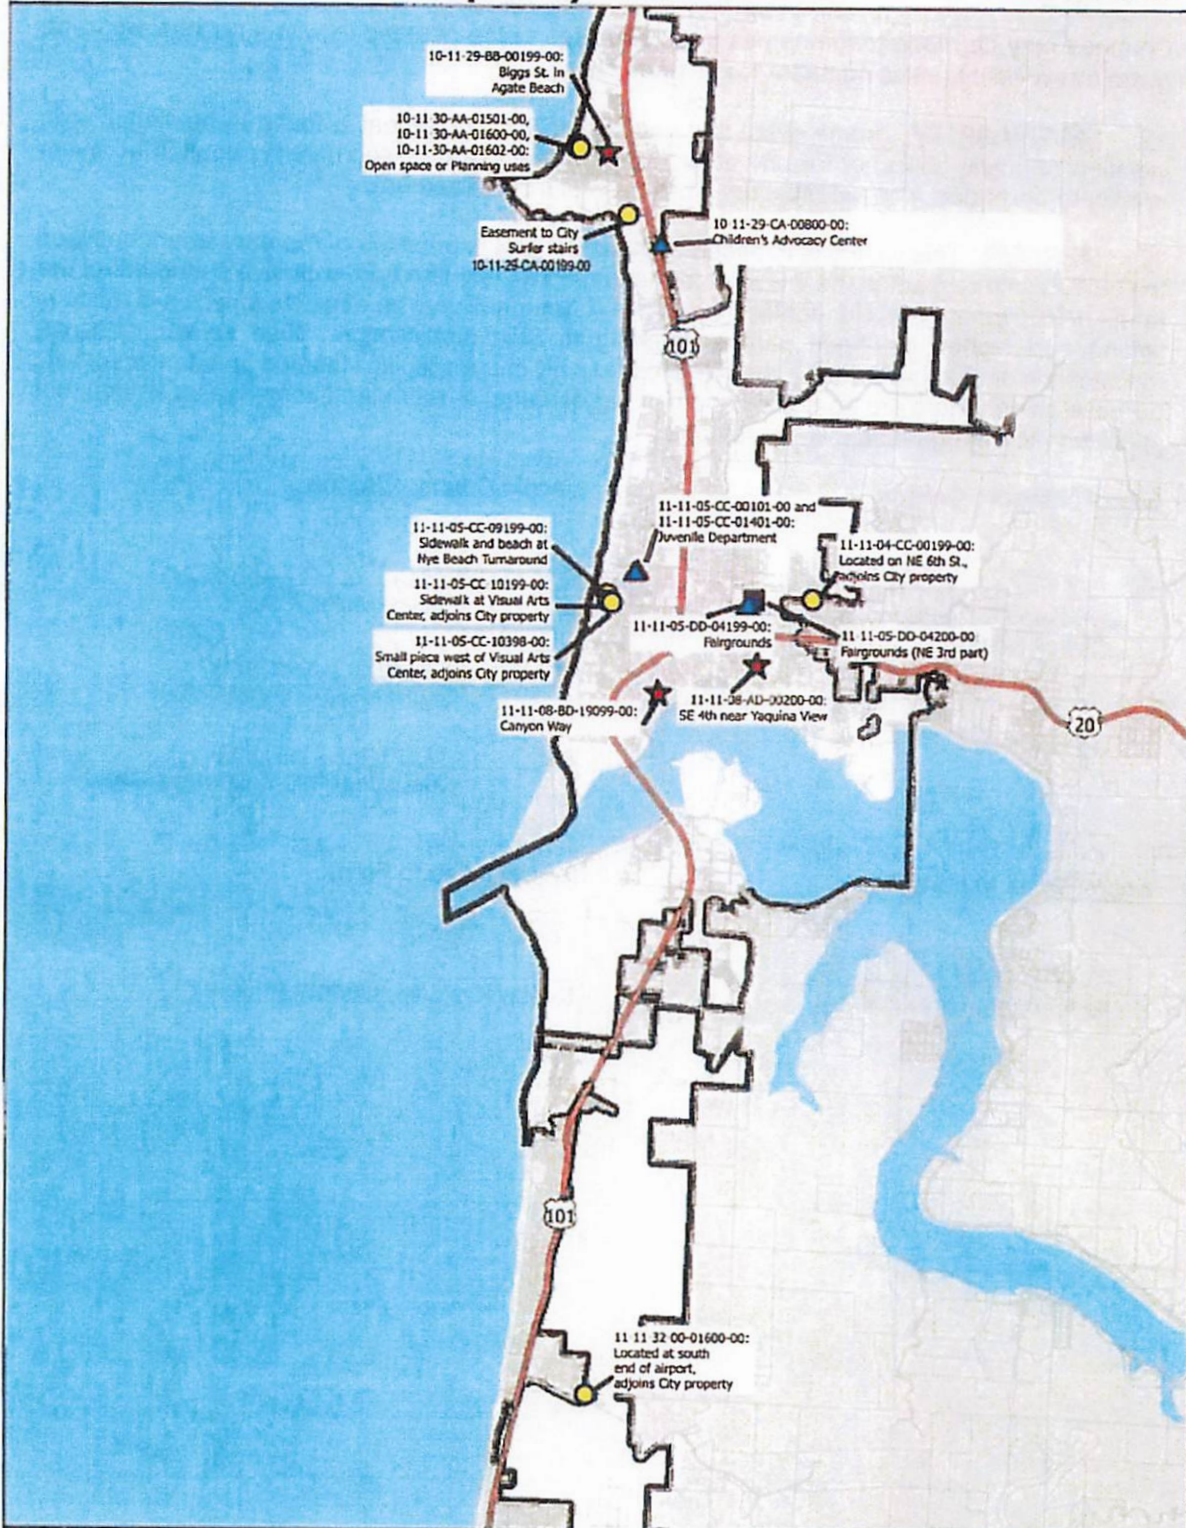 10-11-29-BB-00199-00:
Biggs St. in
Agate Beach
10-11 30-AA-01501-00,
10-11 30-AA-01600-00,
10-11-30-AA-01602-00:
Open space or Planning uses
Easement to City
Surfer stairs
10-11-29-CA-00199-00
10 11-29-CA-00800-00:
Children's Advocacy Center
101
11-11-05-CC-00101-00 and
11-11-05-CC-01401-00:
Juvenile Department
11-11-05-CC-09199-00:
Sidewalk and beach at
Nye Beach Turnaround
11-11-04-CC-00199-00:
Located on NE 6th St.,
adjoins City property
11-11-05-CC 10199-00:
Sidewalk at Visual Arts
Center, adjoins City property
11-11-05-DD-04199-00:
Fairgrounds
11 11-05-DD-04200-00
Fairgrounds (NE 3rd part)
11-11-05-CC-10398-00:
Small piece west of Visual Arts
Center, adjoins City property
11-11-08-BD-19099-00:
Canyon Way
11-11-08-AD-00200-00:
SE 4th near Yaquina View
20
101
11 11 32 00-01600-00:
Located at south
end of airport,
adjoins City property